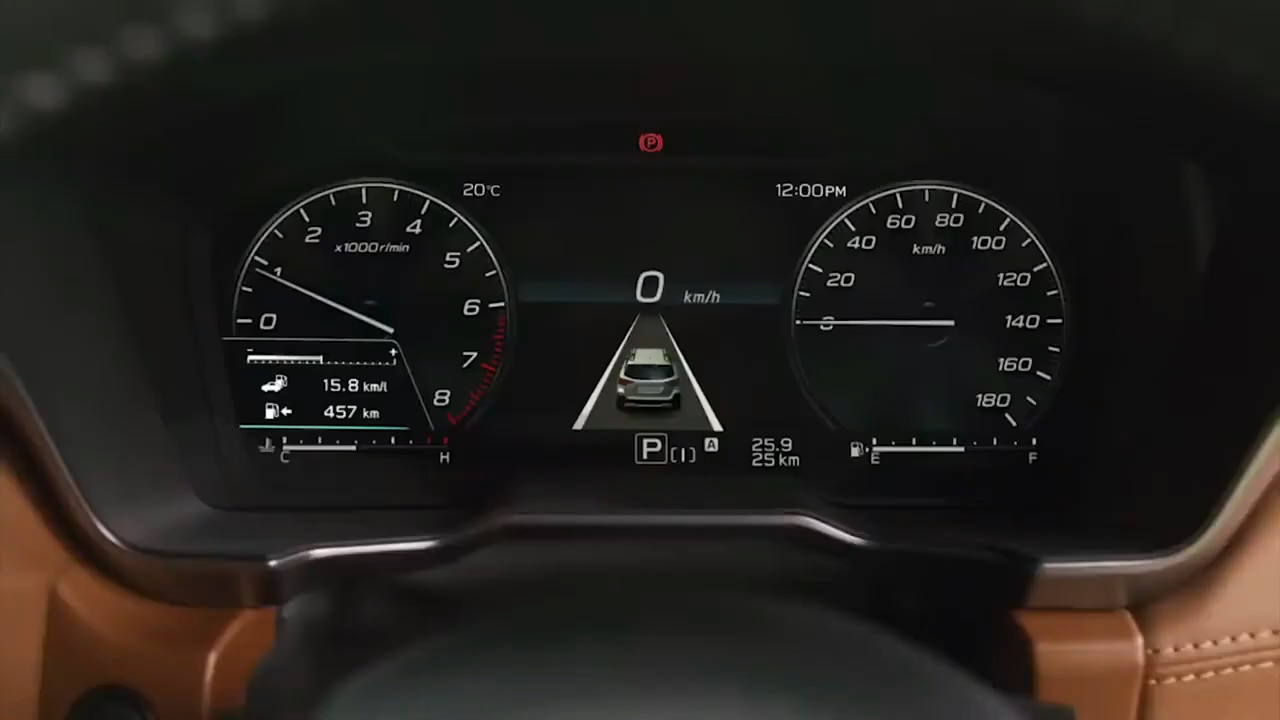 P
20°C
12:00PM
0 1 2 3 4 5 6 7 8
x1000 r/min
0 20 40 60 80 100 120 140 160 180
km/h
0 km/h
- +
15.8 km/l
457 km
C H
P [I] A
25.9
25 km
E F